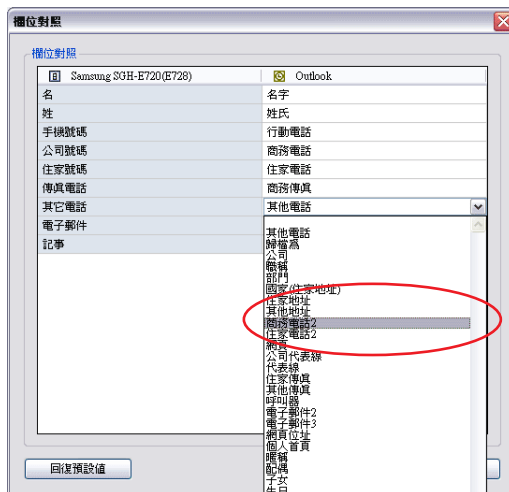 欄位對照
欄位對照
Samsung SGH-E720(E728) Outlook
名 名字
姓 姓氏
手機號碼 行動電話
公司號碼 商務電話
住家號碼 住家電話
傳真電話 商務傳真
其它電話 其他電話
電子郵件
記事
其他電話
歸檔為
公司
職稱
部門
國家(住家地址)
住家地址
其他地址
商務電話2
住家電話2
網頁
公司代表線
代表線
住家傳真
其他傳真
呼叫器
電子郵件2
電子郵件3
網頁位址
個人首頁
暱稱
配偶
子女
生日
回復預設值